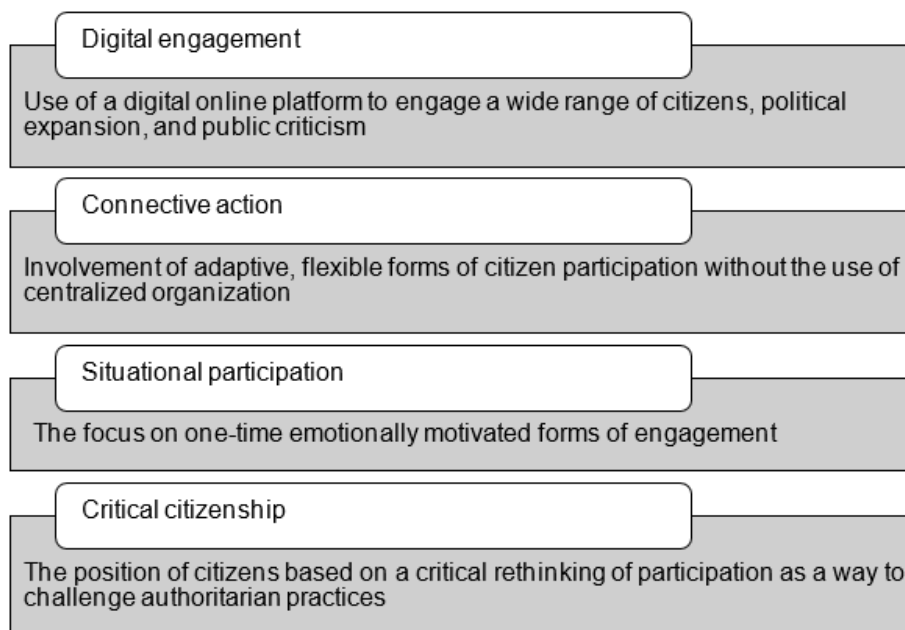 Digital engagement
Use of a digital online platform to engage a wide range of citizens, political
expansion, and public criticism
Connective action
Involvement of adaptive, flexible forms of citizen participation without the use of
centralized organization
Situational participation
The focus on one-time emotionally motivated forms of engagement
Critical citizenship
The position of citizens based on a critical rethinking of participation as a way to
challenge authoritarian practices